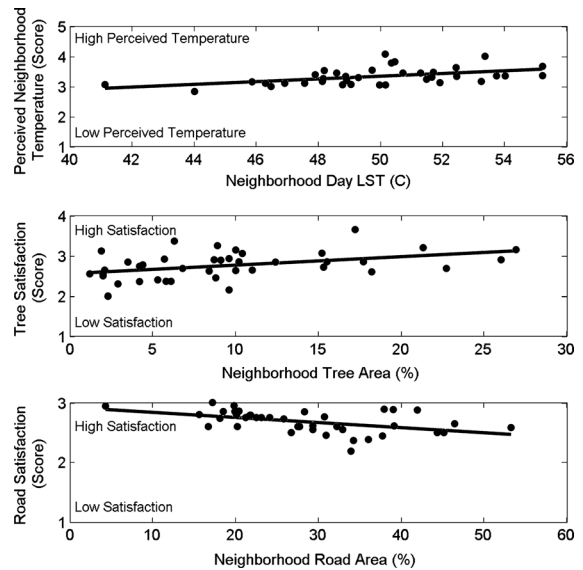 Perceived Neighborhood
Temperature (Score)
5
4
3
2
1
High Perceived Temperature
Low Perceived Temperature
40 42 44 46 48 50 52 54 56
Neighborhood Day LST (C)
Tree Satisfaction
(Score)
4
3
2
1
High Satisfaction
Low Satisfaction
0 5 10 15 20 25 30
Neighborhood Tree Area (%)
Road Satisfaction
(Score)
3
2
1
High Satisfaction
Low Satisfaction
0 10 20 30 40 50 60
Neighborhood Road Area (%)